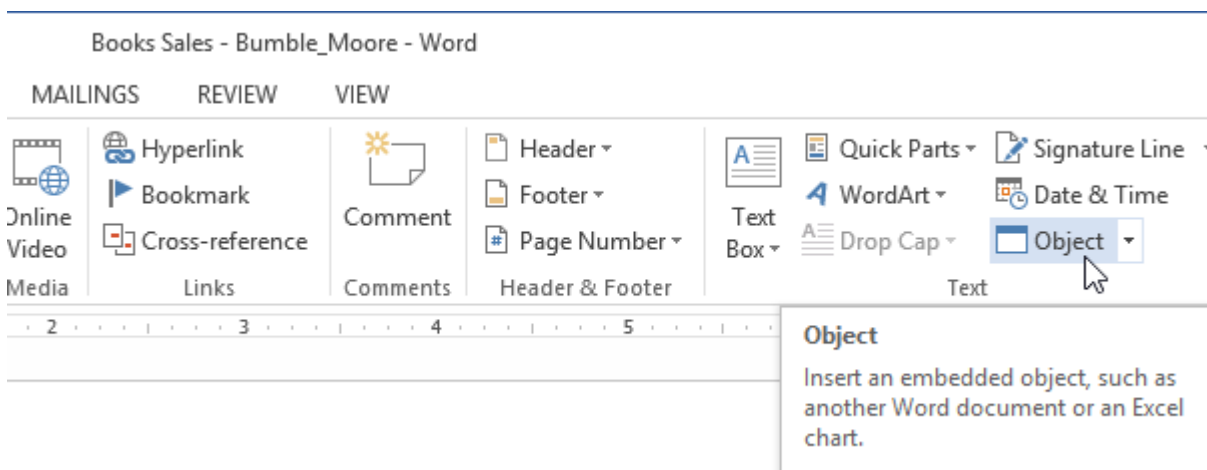 Books Sales - Bumble_Moore - Word
MAILINGS REVIEW VIEW
Online
Video
Media
Hyperlink
Bookmark
Cross-reference
Links
Comment
Comments
Header
Footer
Page Number
Header & Footer
Text
Box
Quick Parts
WordArt
Drop Cap
Signature Line
Date & Time
Object
Text
2 3 4 5
Object
Insert an embedded object, such as
another Word document or an Excel
chart.